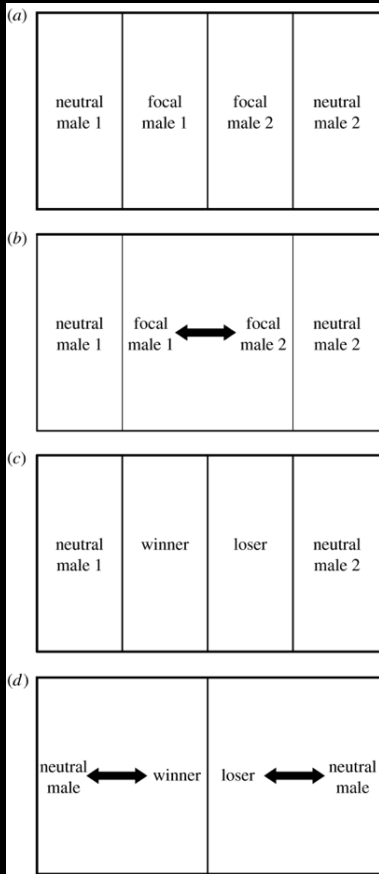 (a)
neutral male 1
focal male 1
focal male 2
neutral male 2
(b)
neutral male 1
focal male 1
focal male 2
neutral male 2
(c)
neutral male 1
winner
loser
neutral male 2
(d)
neutral male
winner
loser
neutral male